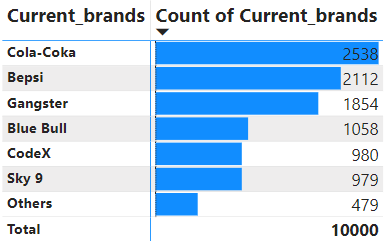 Current_brands Count of Current_brands
Cola-Coka 2538
Bepsi 2112
Gangster 1854
Blue Bull 1058
CodeX 980
Sky 9 979
Others 479
Total 10000